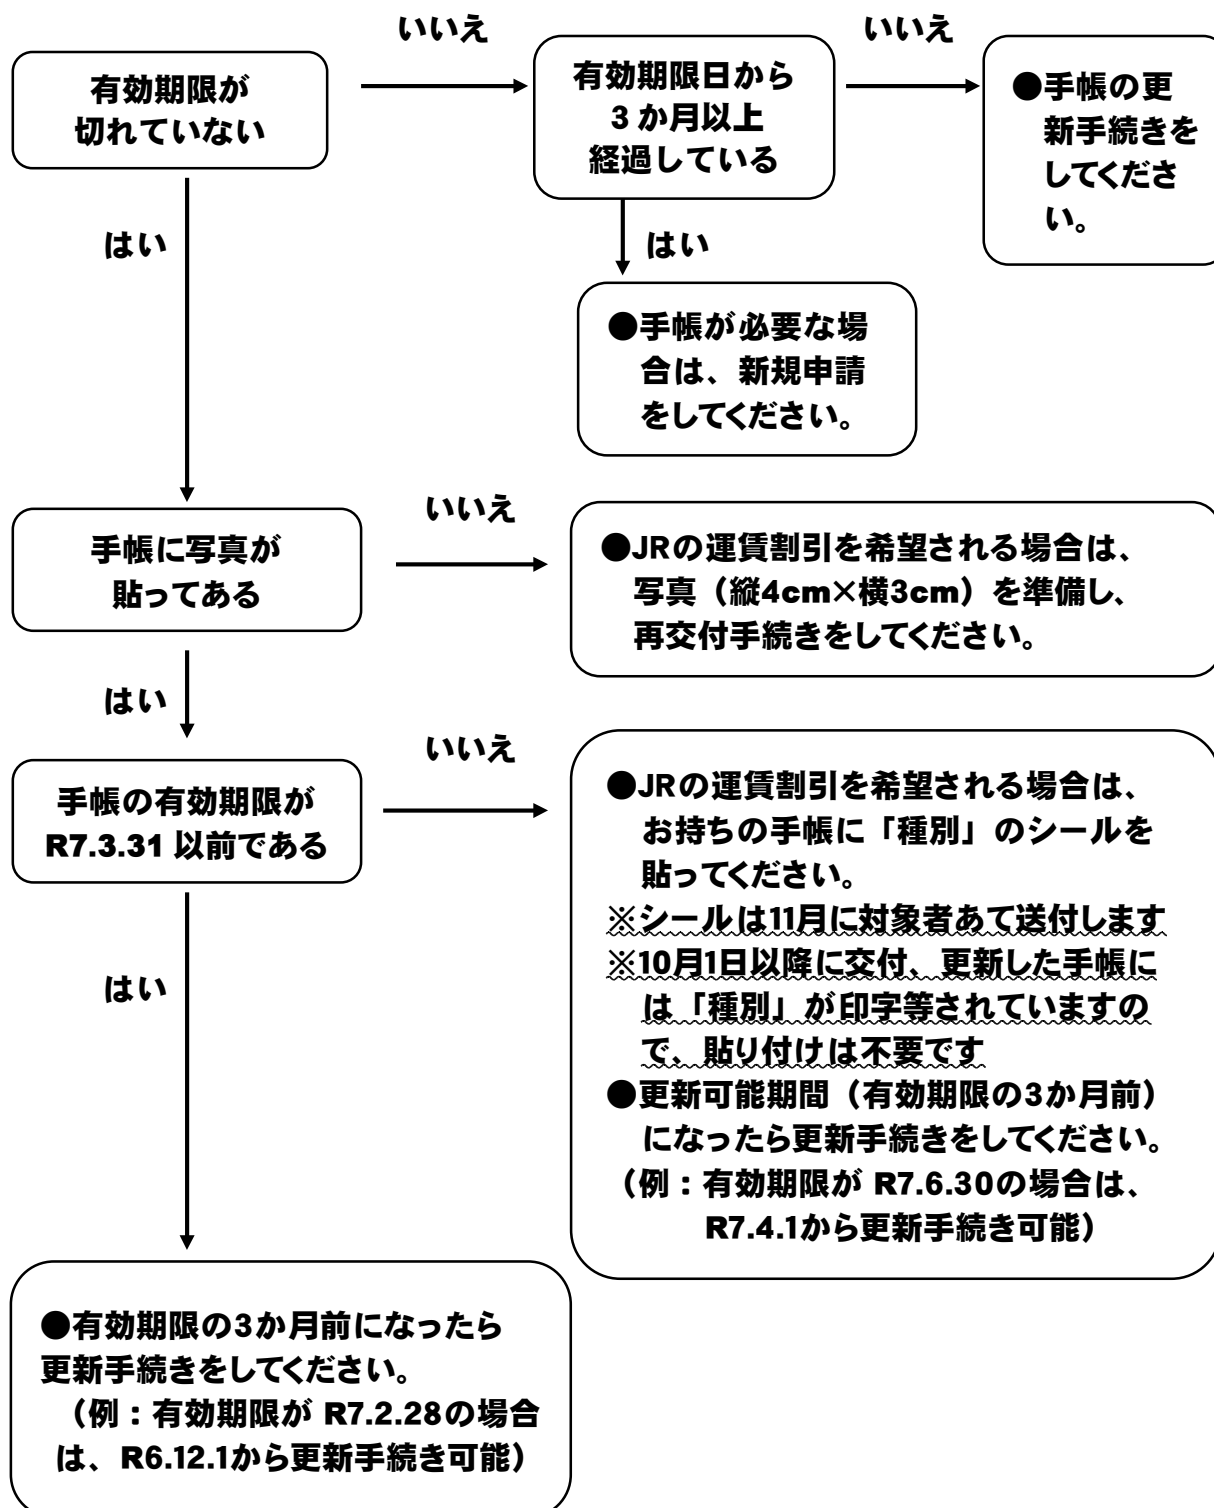 いいえ
いいえ
有効期限が
切れていない
有効期限日から
3か月以上
経過している
●手帳の更
新手続きを
してくださ
い。
はい
はい
●手帳が必要な場
合は、新規申請
をしてください。
いいえ
手帳に写真が
貼ってある
●JRの運賃割引を希望される場合は、
写真（縦4cm×横3cm）を準備し、
再交付手続きをしてください。
はい
いいえ
手帳の有効期限が
R7.3.31 以前である
●JRの運賃割引を希望される場合は、
お持ちの手帳に「種別」のシールを
貼ってください。
※シールは11月に対象者あて送付します
※10月1日以降に交付、更新した手帳に
は「種別」が印字等されていますの
で、貼り付けは不要です
●更新可能期間（有効期限の3か月前）
になったら更新手続きをしてください。
（例：有効期限が R7.6.30の場合は、
R7.4.1から更新手続き可能）
はい
●有効期限の3か月前になったら
更新手続きをしてください。
（例：有効期限が R7.2.28の場合
は、R6.12.1から更新手続き可能）